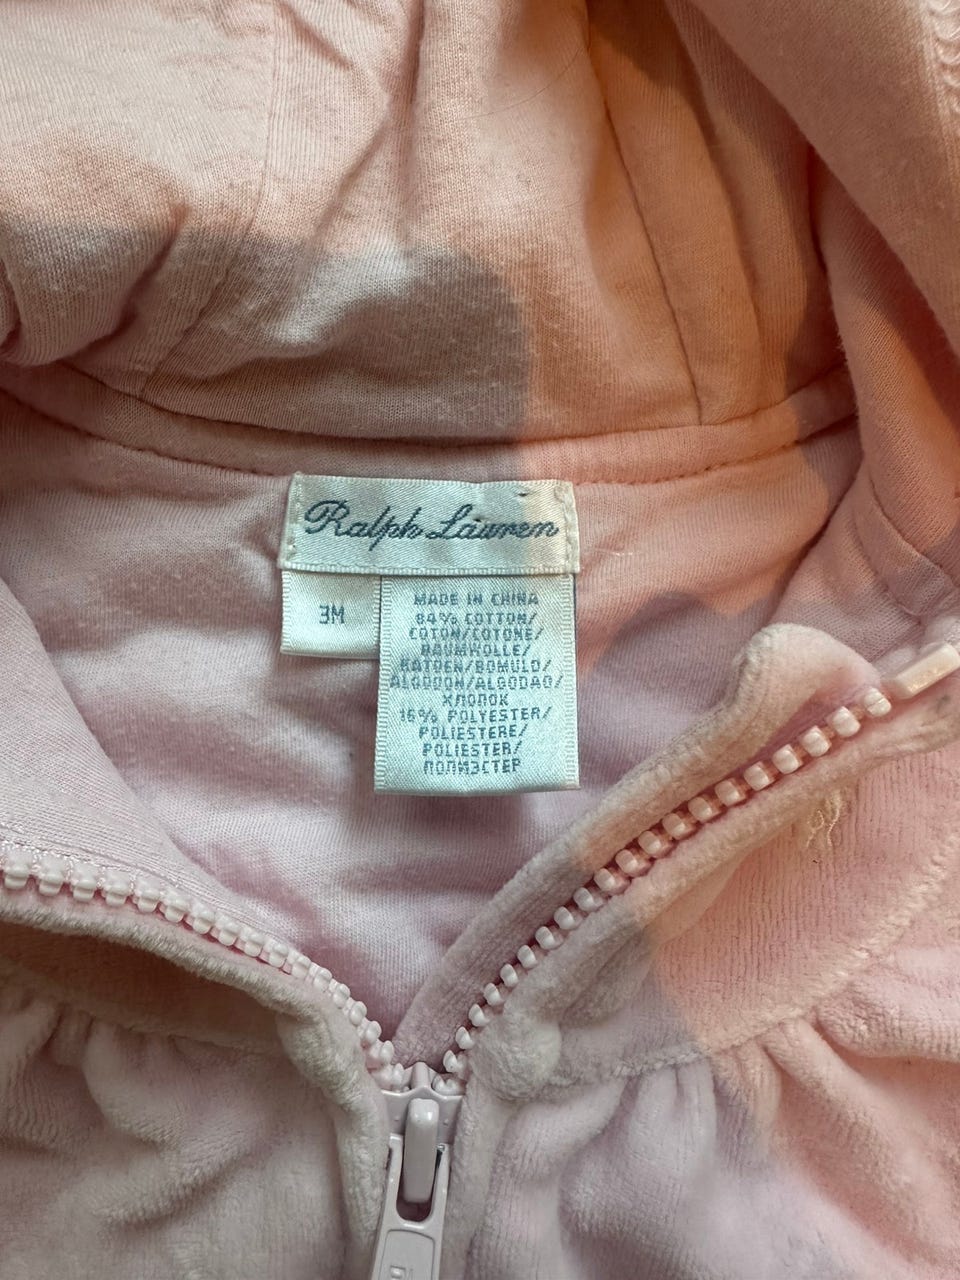 Ralph Lauren
3M
MADE IN CHINA
84% COTTON/
COTON/COTONE/
BAUMWOLLE/
KATOEN/BOMULD/
ALGODON/ALGODAO/
ХЛОПОК
16% POLYESTER/
POLIESTERE/
POLIESTER/
ПОЛИЭСТЕР